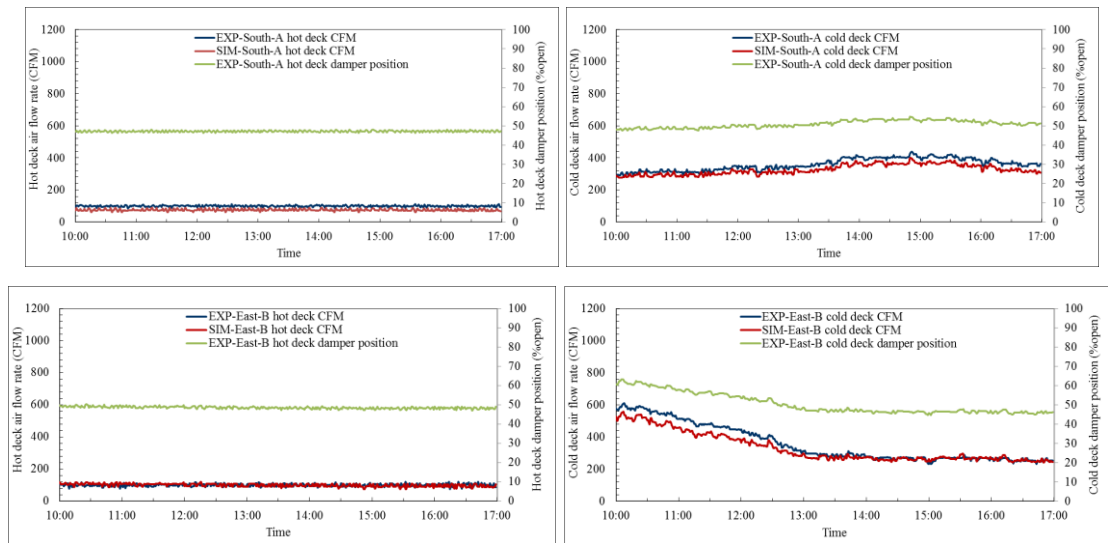 1200
1000
800
600
400
200
0
Hot deck air flow rate (CFM)
EXP-South-A hot deck CFM
SIM-South-A hot deck CFM
EXP-South-A hot deck damper position
100
90
80
70
60
50
40
30
20
10
0
Hot deck damper position (%open)
10:00 11:00 12:00 13:00 14:00 15:00 16:00 17:00
Time
1200
1000
800
600
400
200
0
Cold deck air flow rate (CFM)
EXP-South-A cold deck CFM
SIM-South-A cold deck CFM
EXP-South-A cold deck damper position
100
90
80
70
60
50
40
30
20
10
0
Cold deck damper position (%open)
10:00 11:00 12:00 13:00 14:00 15:00 16:00 17:00
Time
1200
1000
800
600
400
200
0
Hot deck air flow rate (CFM)
EXP-East-B hot deck CFM
SIM-East-B hot deck CFM
EXP-East-B hot deck damper position
100
90
80
70
60
50
40
30
20
10
0
Hot deck damper position (%open)
10:00 11:00 12:00 13:00 14:00 15:00 16:00 17:00
Time
1200
1000
800
600
400
200
0
Cold deck air flow rate (CFM)
EXP-East-B cold deck CFM
SIM-East-B cold deck CFM
EXP-East-B cold deck damper position
100
90
80
70
60
50
40
30
20
10
0
Cold deck damper position (%open)
10:00 11:00 12:00 13:00 14:00 15:00 16:00 17:00
Time